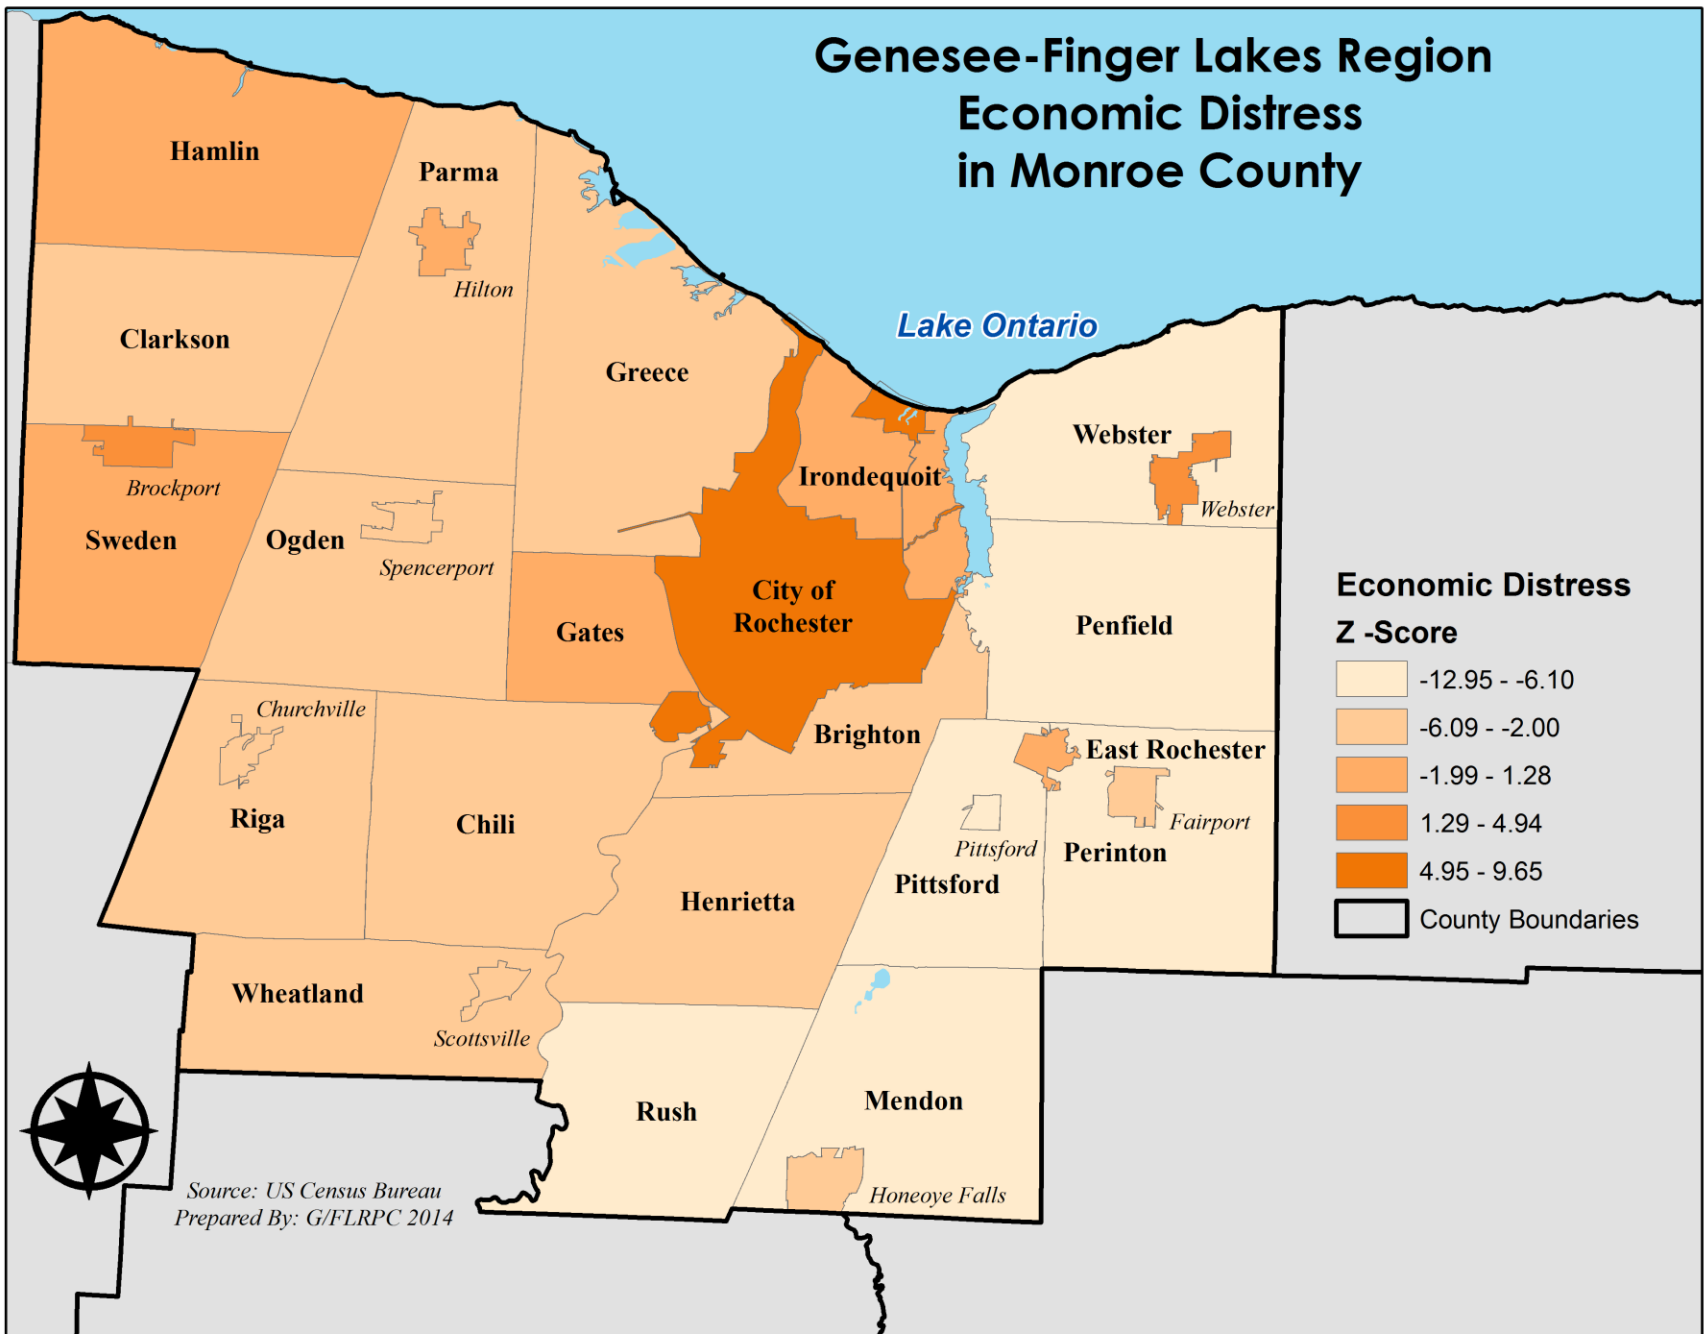 Genesee-Finger Lakes Region
Economic Distress
in Monroe County
Hamlin
Parma
Hilton
Clarkson
Lake Ontario
Greece
Webster
Irondequoit
Brockport
Webster
Sweden
Ogden
Spencerport
City of
Rochester
Gates
Penfield
Economic Distress
Z -Score
-12.95 - -6.10
-6.09 - -2.00
-1.99 - 1.28
1.29 - 4.94
4.95 - 9.65
County Boundaries
Churchville
Brighton
East Rochester
Riga
Chili
Fairport
Pittsford
Perinton
Pittsford
Henrietta
Wheatland
Scottsville
Rush
Mendon
Honeoye Falls
Source: US Census Bureau
Prepared By: G/FLRPC 2014